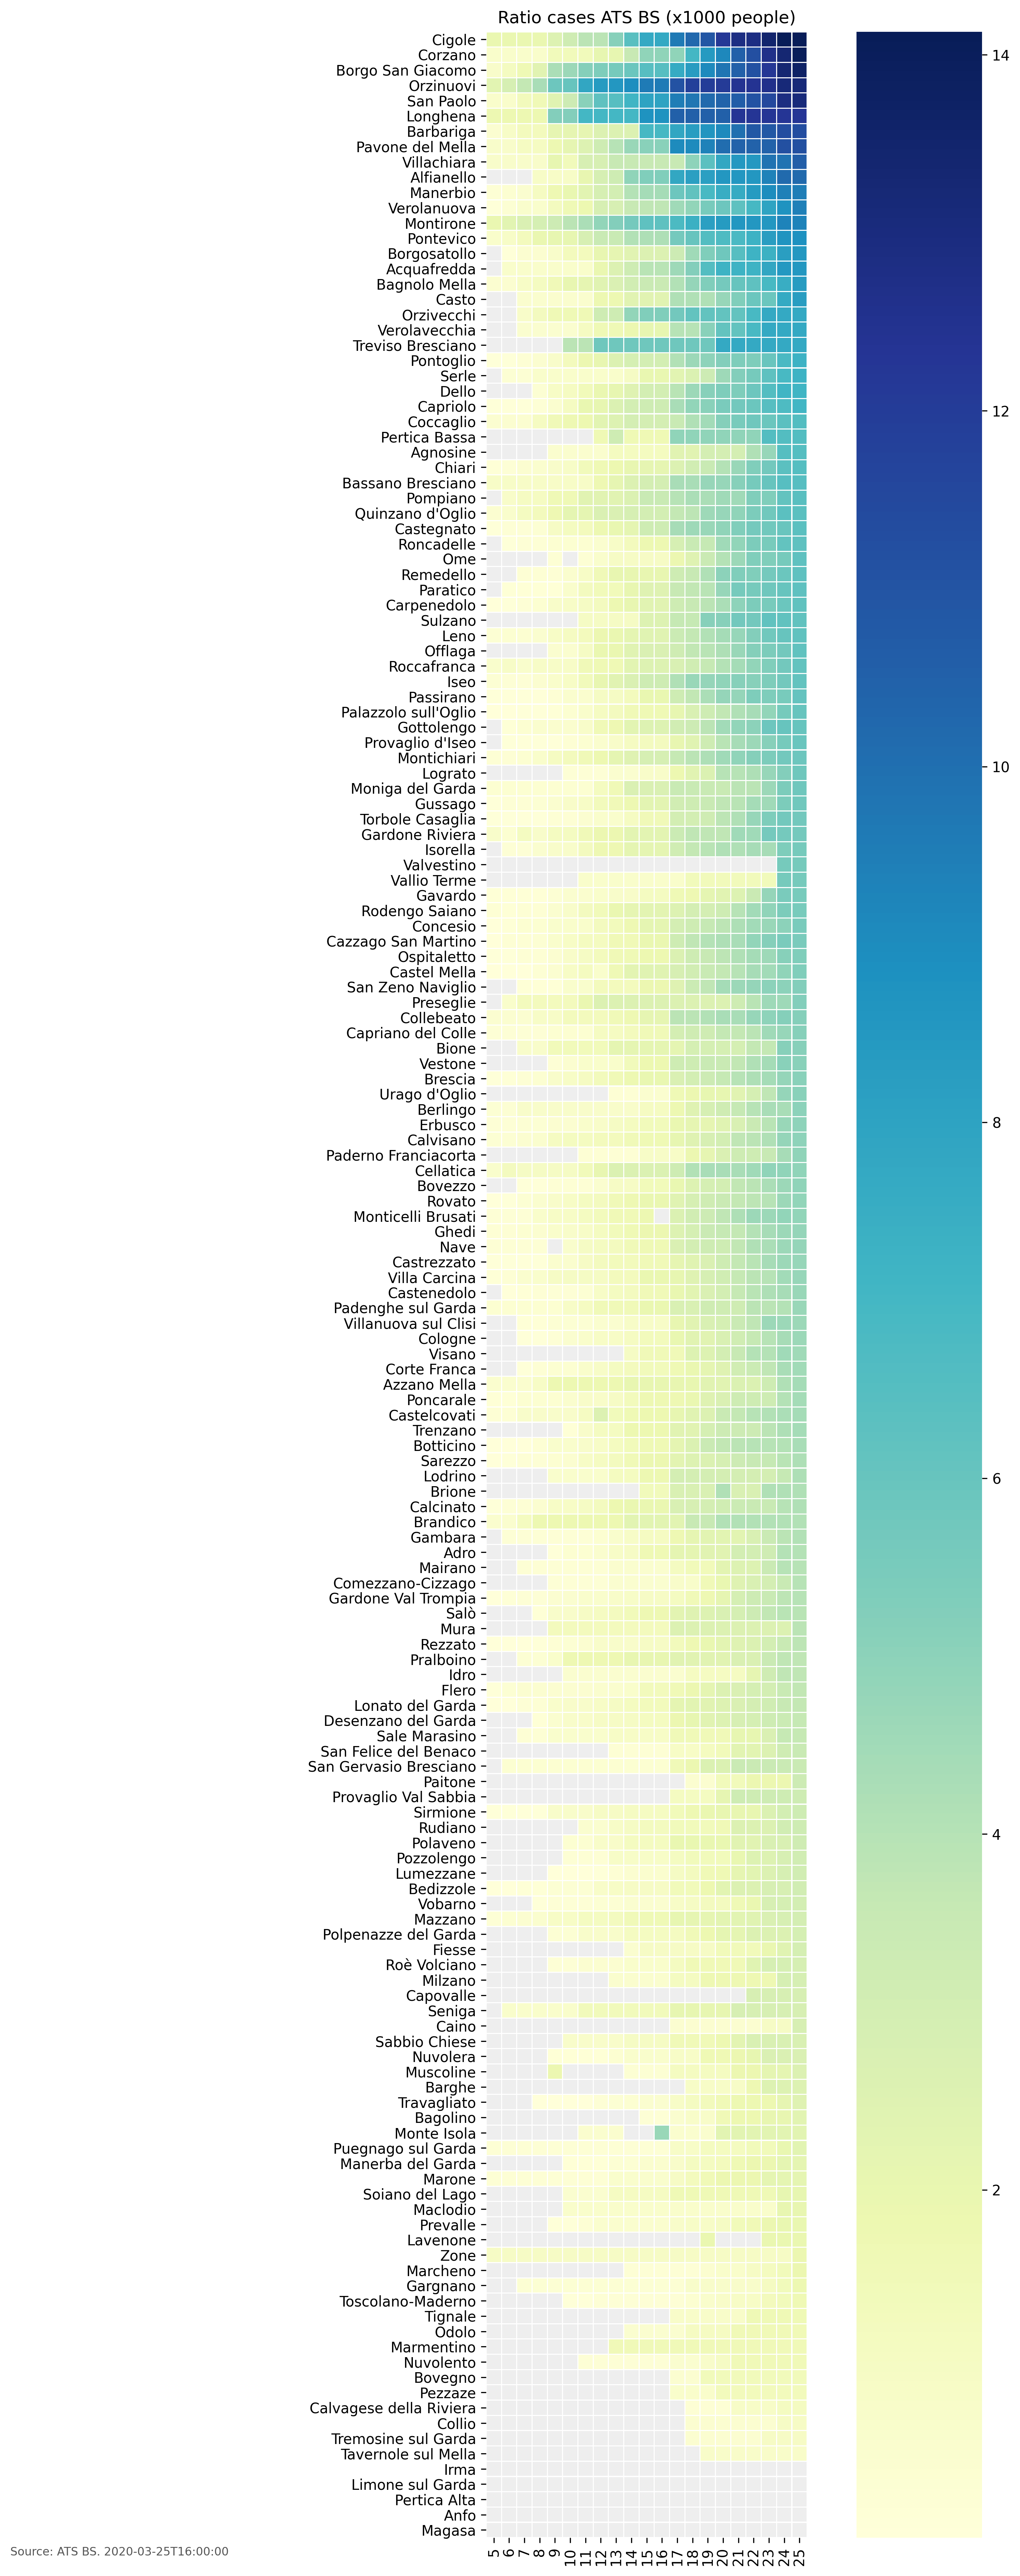 Ratio cases ATS BS (x1000 people)
Cigole
Corzano
Borgo San Giacomo
Orzinuovi
San Paolo
Longhena
Barbariga
Pavone del Mella
Villachiara
Alfianello
Manerbio
Verolanuova
Montirone
Pontevico
Borgosatollo
Acquafredda
Bagnolo Mella
Casto
Orzivecchi
Verolavecchia
Treviso Bresciano
Pontoglio
Serle
Dello
Capriolo
Coccaglio
Pertica Bassa
Agnosine
Chiari
Bassano Bresciano
Pompiano
Quinzano d'Oglio
Castegnato
Roncadelle
Ome
Remedello
Paratico
Carpenedolo
Sulzano
Leno
Offlaga
Roccafranca
Iseo
Passirano
Palazzolo sull'Oglio
Gottolengo
Provaglio d'Iseo
Montichiari
Lograto
Moniga del Garda
Gussago
Torbole Casaglia
Gardone Riviera
Isorella
Valvestino
Vallio Terme
Gavardo
Rodengo Saiano
Concesio
Cazzago San Martino
Ospitaletto
Castel Mella
San Zeno Naviglio
Preseglie
Collebeato
Capriano del Colle
Bione
Vestone
Brescia
Urago d'Oglio
Berlingo
Erbusco
Calvisano
Paderno Franciacorta
Cellatica
Bovezzo
Rovato
Monticelli Brusati
Ghedi
Nave
Castrezzato
Villa Carcina
Castenedolo
Padenghe sul Garda
Villanuova sul Clisi
Cologne
Visano
Corte Franca
Azzano Mella
Poncarale
Castelcovati
Trenzano
Botticino
Sarezzo
Lodrino
Brione
Calcinato
Brandico
Gambara
Adro
Mairano
Comezzano-Cizzago
Gardone Val Trompia
Salò
Mura
Rezzato
Pralboino
Idro
Flero
Lonato del Garda
Desenzano del Garda
Sale Marasino
San Felice del Benaco
San Gervasio Bresciano
Paitone
Provaglio Val Sabbia
Sirmione
Rudiano
Polaveno
Pozzolengo
Lumezzane
Bedizzole
Vobarno
Mazzano
Polpenazze del Garda
Fiesse
Roè Volciano
Milzano
Capovalle
Seniga
Caino
Sabbio Chiese
Nuvolera
Muscoline
Barghe
Travagliato
Bagolino
Monte Isola
Puegnago sul Garda
Manerba del Garda
Marone
Soiano del Lago
Maclodio
Prevalle
Lavenone
Zone
Marcheno
Gargnano
Toscolano-Maderno
Tignale
Odolo
Marmentino
Nuvolento
Bovegno
Pezzaze
Calvagese della Riviera
Collio
Tremosine sul Garda
Tavernole sul Mella
Irma
Limone sul Garda
Pertica Alta
Anfo
Magasa
5 6 7 8 9 10 11 12 13 14 15 16 17 18 19 20 21 22 23 24 25
14
12
10
8
6
4
2
Source: ATS BS. 2020-03-25T16:00:00